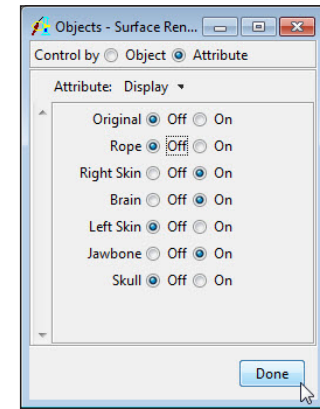 Objects - Surface Ren...
Control by Object Attribute
Attribute: Display
Original Off On
Rope Off On
Right Skin Off On
Brain Off On
Left Skin Off On
Jawbone Off On
Skull Off On
Done